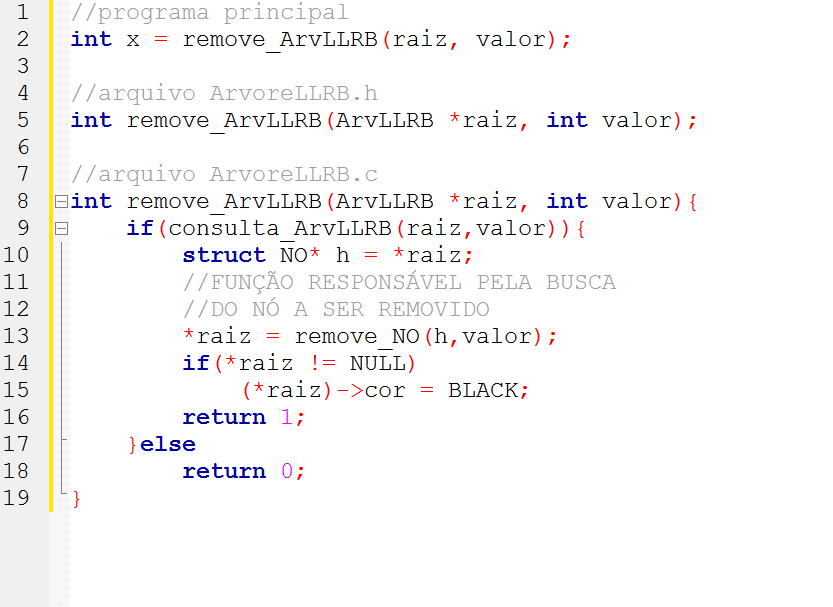 1 //programa principal
2 int x = remove_ArvLLRB(raiz, valor);
3
4 //arquivo ArvoreLLRB.h
5 int remove_ArvLLRB(ArvLLRB *raiz, int valor);
6
7 //arquivo ArvoreLLRB.c
8 int remove_ArvLLRB(ArvLLRB *raiz, int valor){
9 if(consulta_ArvLLRB(raiz,valor)){
10 struct NO* h = *raiz;
11 //FUNÇÃO RESPONSÁVEL PELA BUSCA
12 //DO NÓ A SER REMOVIDO
13 *raiz = remove_NO(h,valor);
14 if(*raiz != NULL)
15 (*raiz)->cor = BLACK;
16 return 1;
17 }else
18 return 0;
19 }